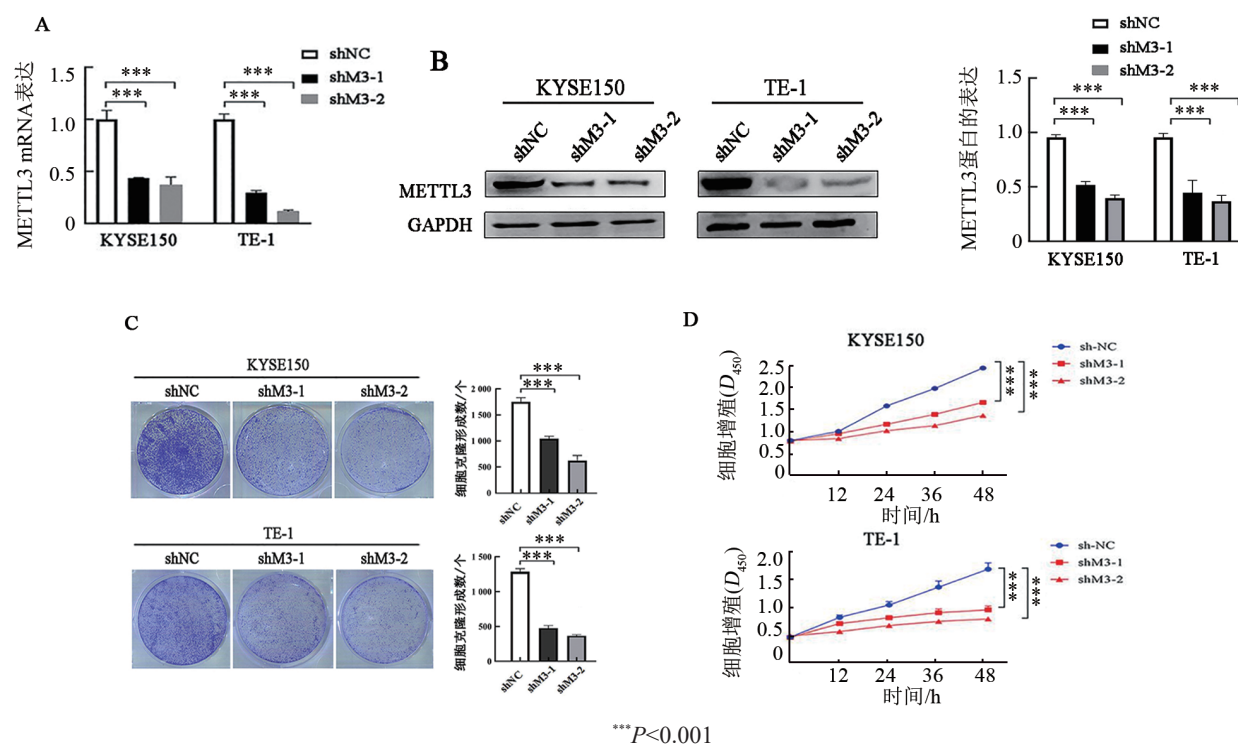 A
shNC
shM3-1
shM3-2
METTL3 mRNA表达
1.5
1.0
0.5
0
***
***
***
***
KYSE150
TE-1
B
KYSE150
TE-1
shNC
shM3-1
shM3-2
shNC
shM3-1
shM3-2
METTL3
GAPDH
shNC
shM3-1
shM3-2
METTL3蛋白的表达
1.5
1.0
0.5
0
***
***
***
***
KYSE150
TE-1
C
KYSE150
shNC
shM3-1
shM3-2
细胞克隆形成数/个
2 000
1 500
1 000
500
0
***
***
shNC
shM3-1
shM3-2
TE-1
shNC
shM3-1
shM3-2
细胞克隆形成数/个
1 500
1 000
500
0
***
***
shNC
shM3-1
shM3-2
D
KYSE150
sh-NC
shM3-1
shM3-2
细胞增殖(D450)
2.5
2.0
1.5
1.0
0.5
0
***
***
12
24
36
48
时间/h
TE-1
sh-NC
shM3-1
shM3-2
细胞增殖(D450)
2.0
1.5
1.0
0.5
0
***
***
12
24
36
48
时间/h
***P<0.001